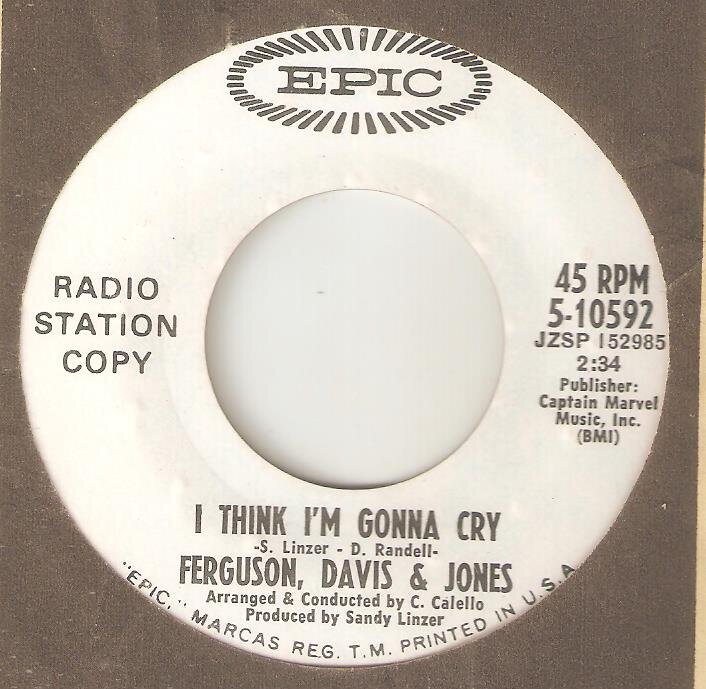 EPIC
RADIO
STATION
COPY
45 RPM
5-10592
JZSP 152985
2:34
Publisher:
Captain Marvel
Music, Inc.
(BMI)
I THINK I'M GONNA CRY
-S. Linzer - D. Randell-
FERGUSON, DAVIS & JONES
Arranged & Conducted by C. Calello
Produced by Sandy Linzer
"EPIC," MARCAS REG. T.M. PRINTED IN U.S.A.